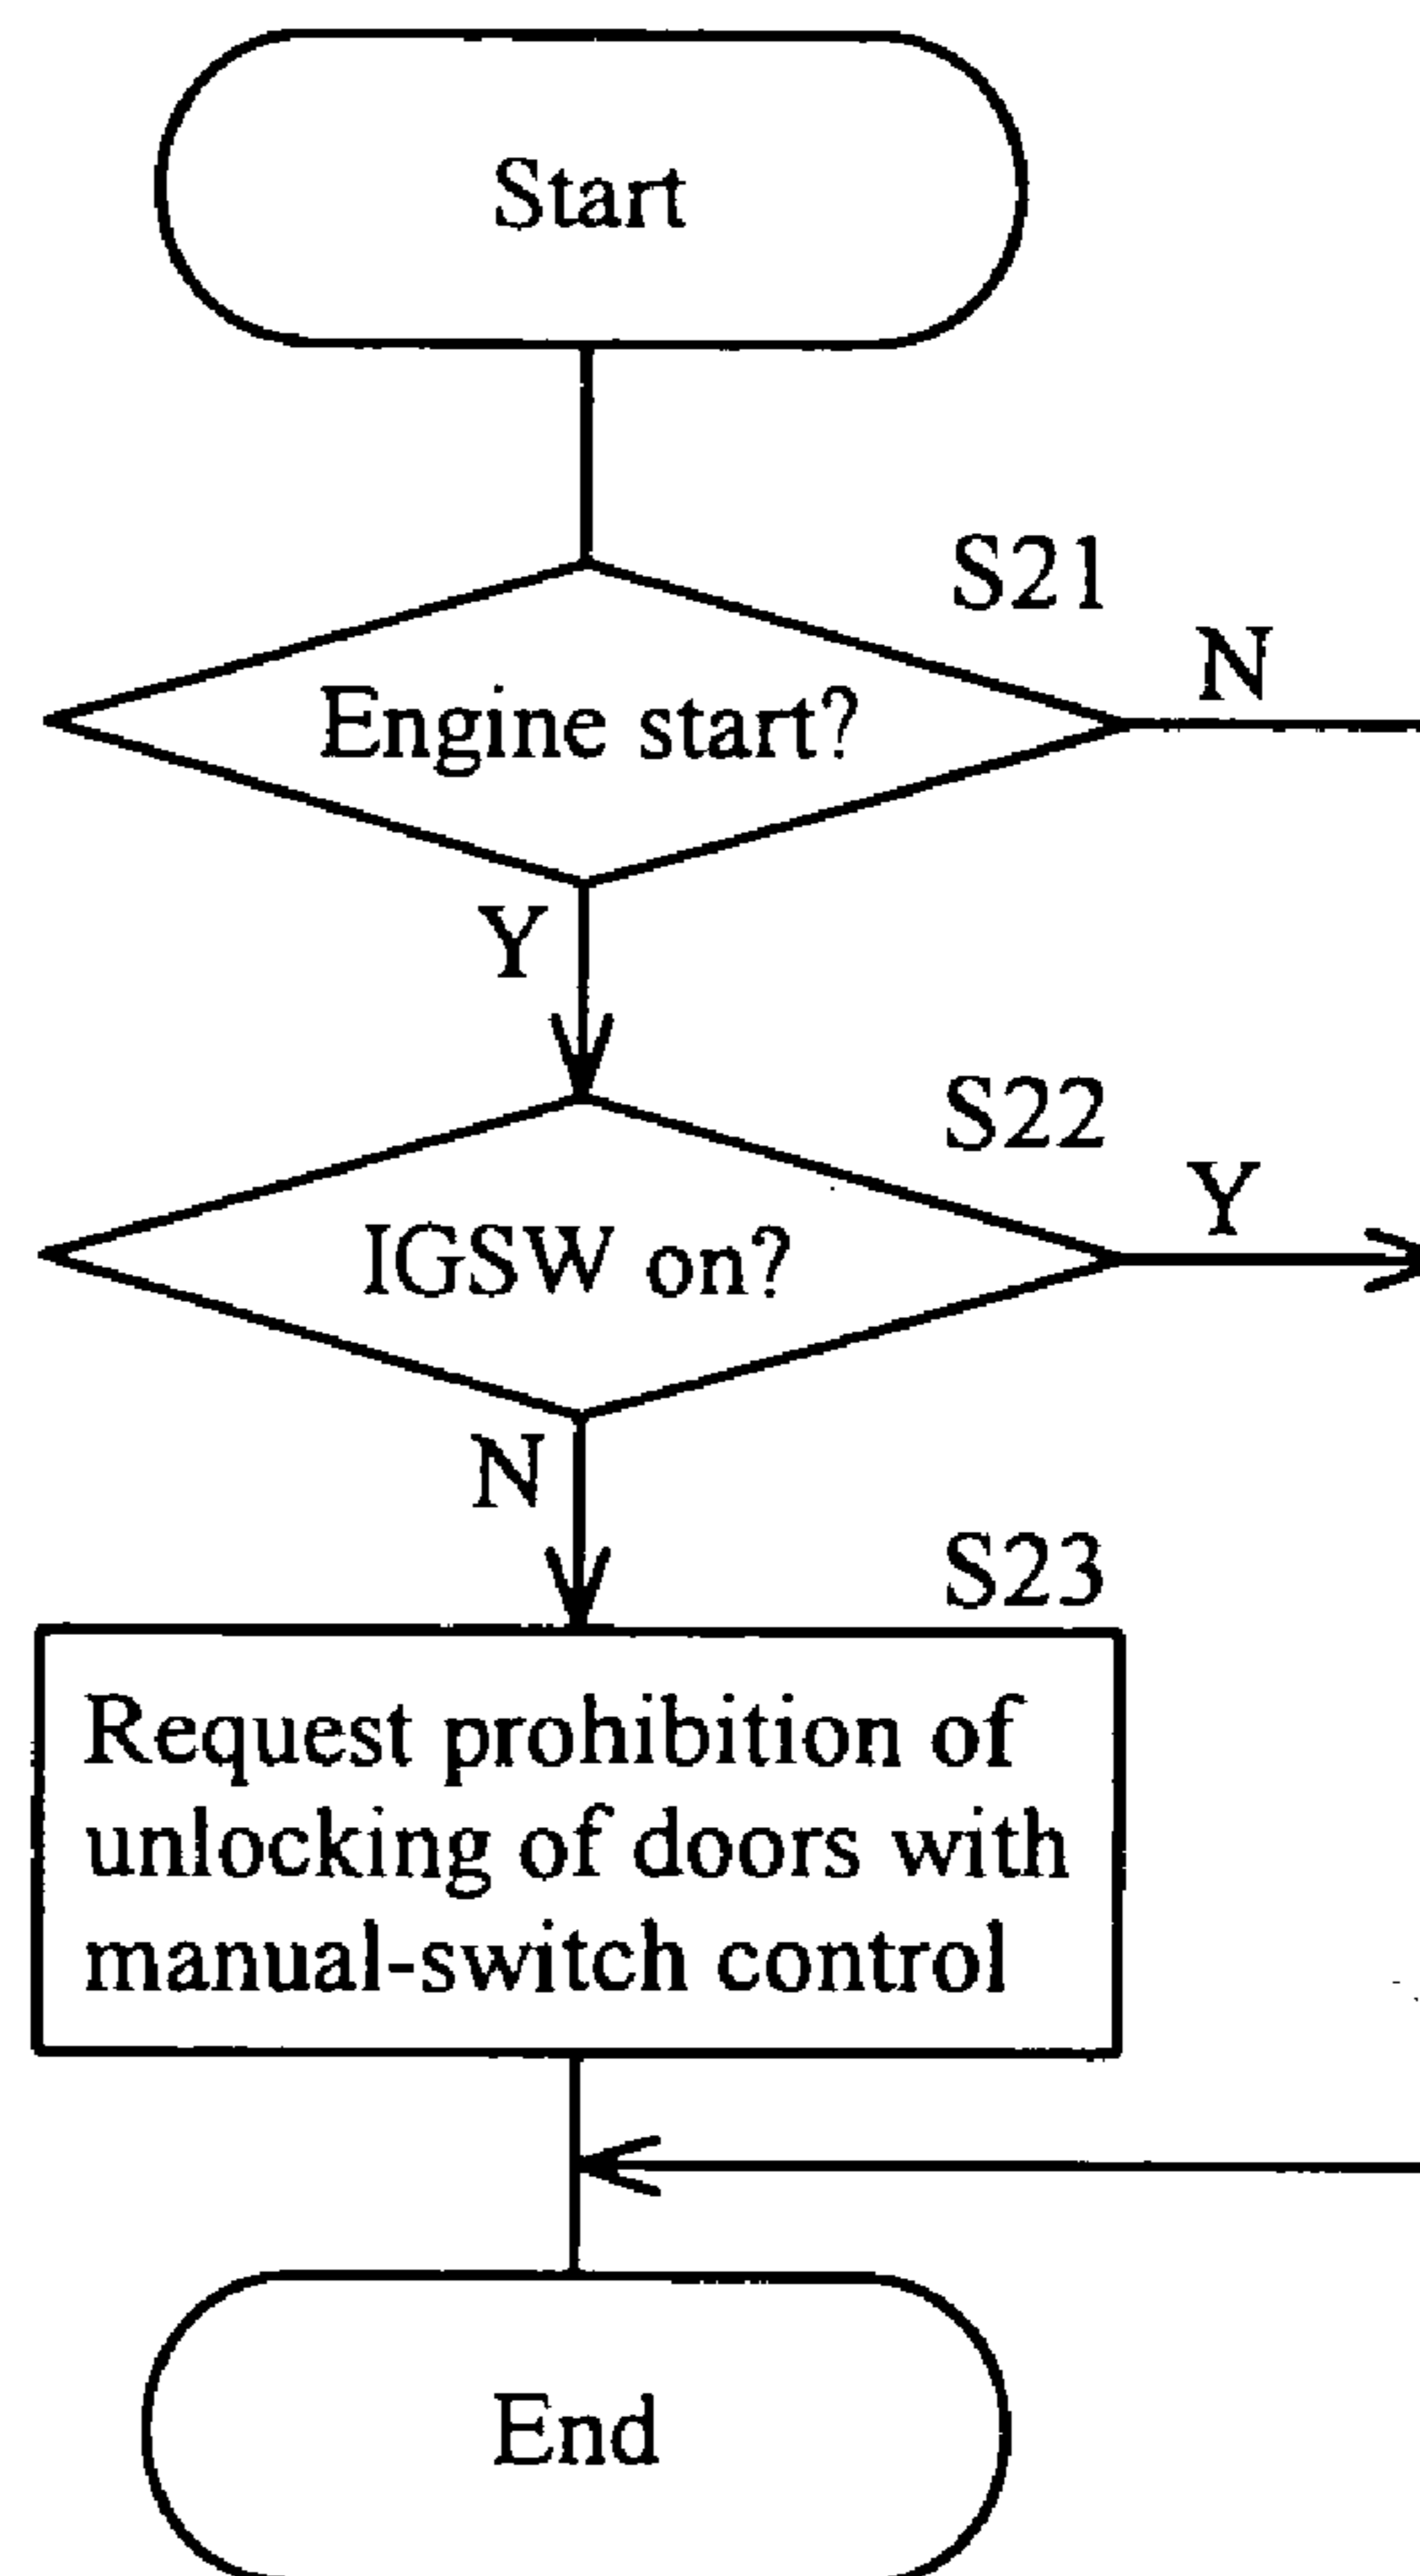 Start
S21
N
Engine start?
Y
S22
Y
IGSW on?
N
S23
Request prohibition of
unlocking of doors with
manual-switch control
End